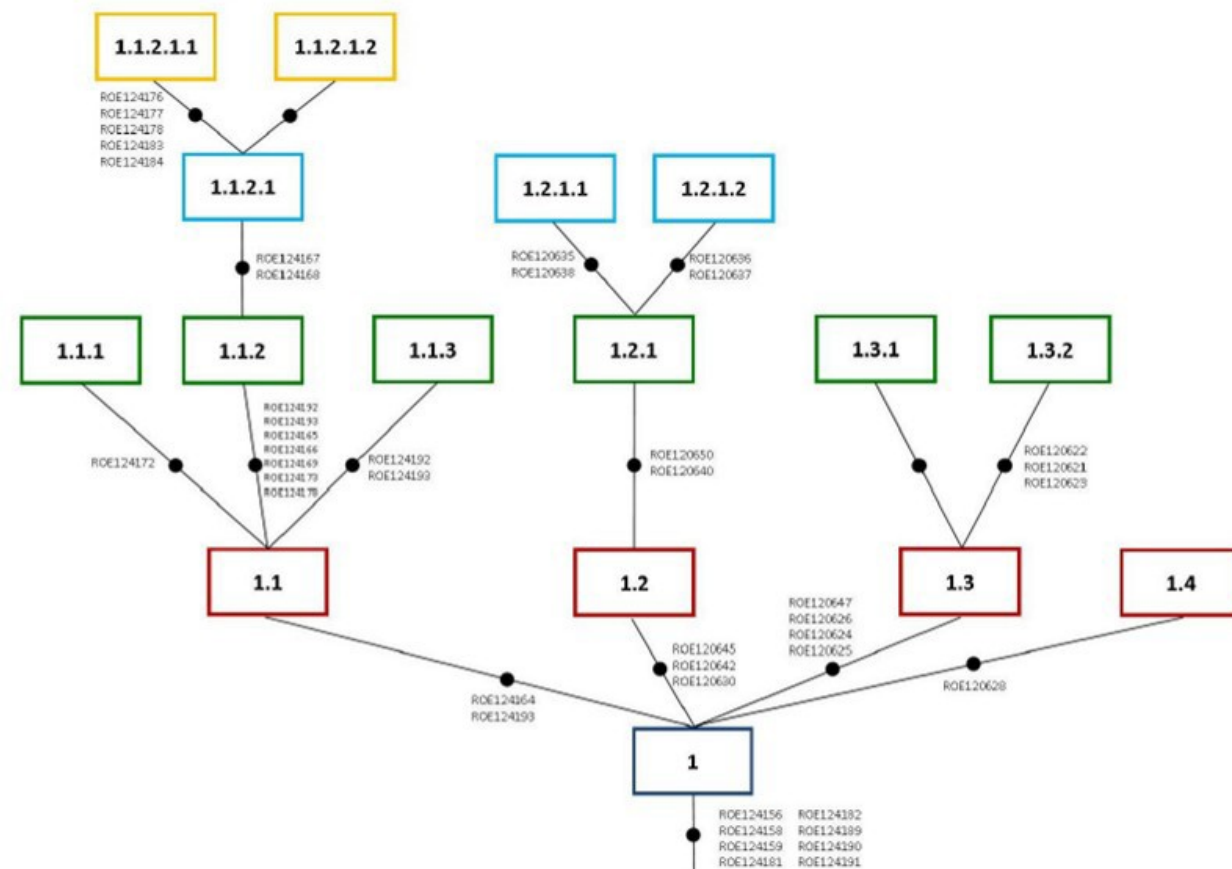 1.1.2.1.1
1.1.2.1.2
ROE124176
ROE124177
ROE124178
ROE124183
ROE124184
1.1.2.1
1.2.1.1
1.2.1.2
ROE124167
ROE124168
ROE120635
ROE120638
ROE120636
ROE120637
1.1.1
1.1.2
1.1.3
1.2.1
1.3.1
1.3.2
ROE124172
ROE124192
ROE124193
ROE124165
ROE124166
ROE124169
ROE124173
ROE124178
ROE124192
ROE124193
ROE120650
ROE120640
ROE120622
ROE120621
ROE120623
1.1
1.2
1.3
1.4
ROE124164
ROE124193
ROE120645
ROE120642
ROE120630
ROE120647
ROE120626
ROE120624
ROE120625
ROE120628
1
ROE124156 ROE124182
ROE124158 ROE124189
ROE124159 ROE124190
ROE124181 ROE124191